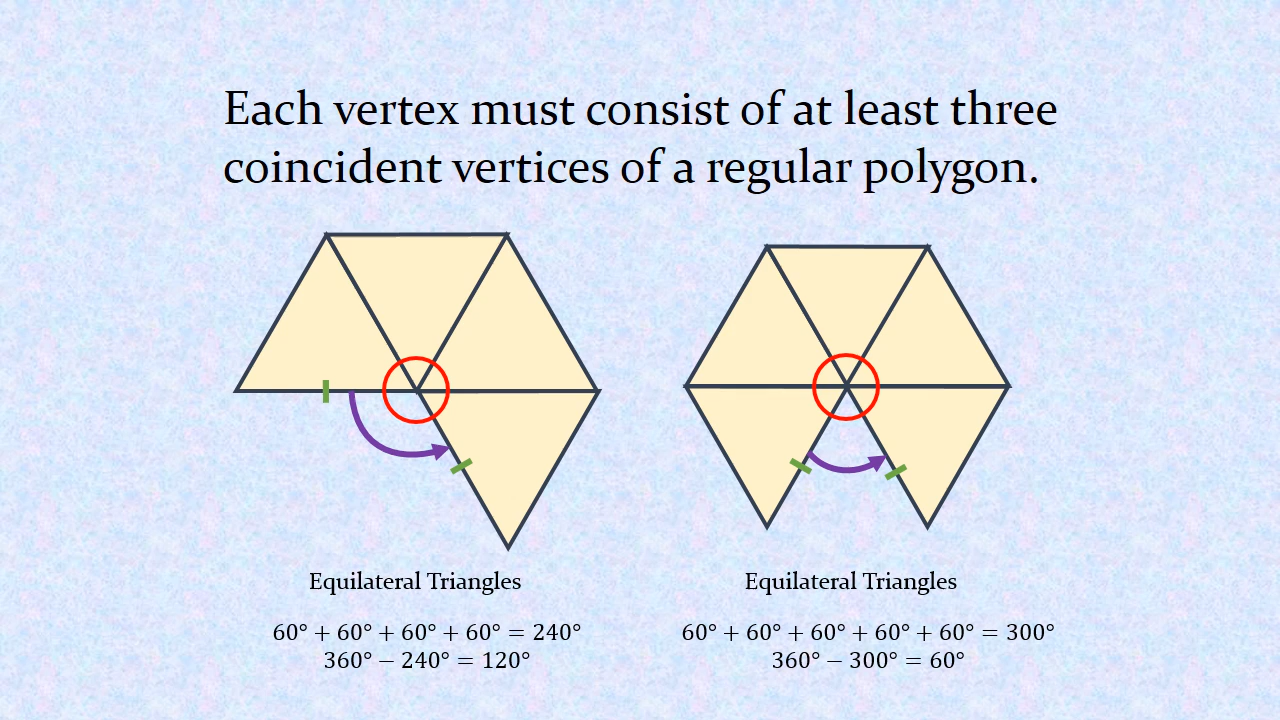 Each vertex must consist of at least three
coincident vertices of a regular polygon.
Equilateral Triangles
60° + 60° + 60° + 60° = 240°
360° − 240° = 120°
Equilateral Triangles
60° + 60° + 60° + 60° + 60° = 300°
360° − 300° = 60°